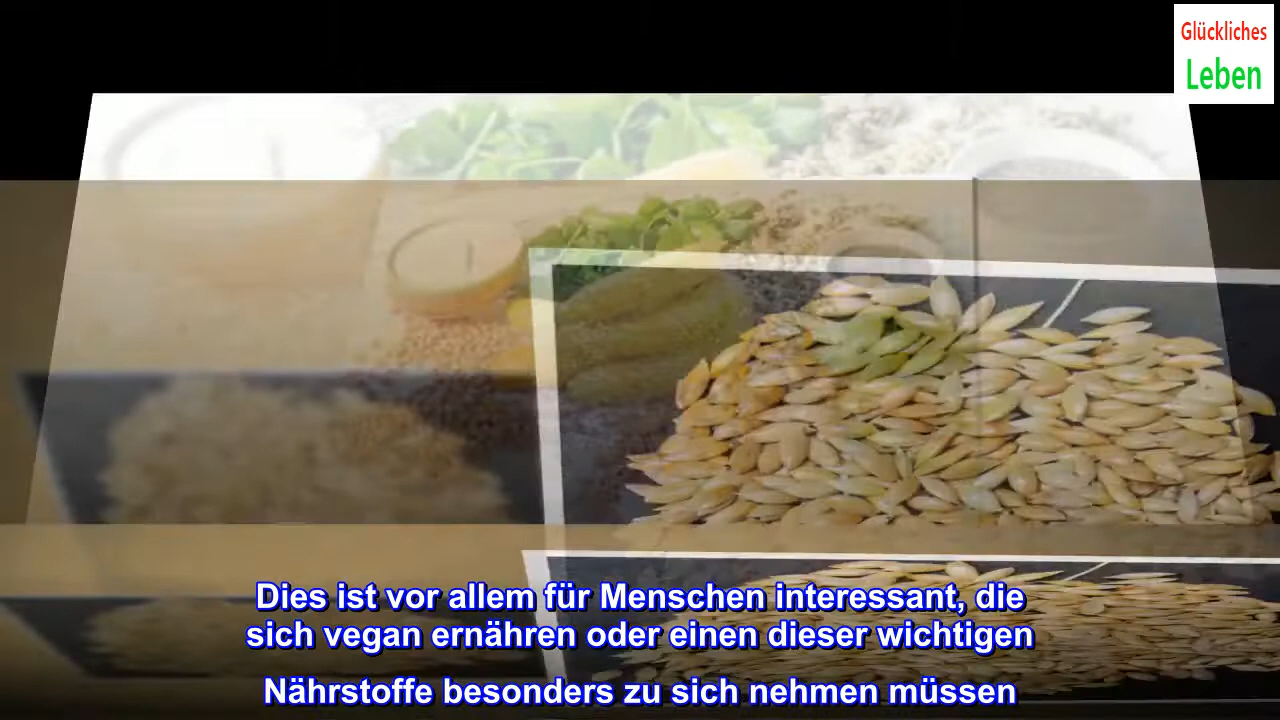 Glückliches
Leben
Dies ist vor allem für Menschen interessant, die
sich vegan ernähren oder einen dieser wichtigen
Nährstoffe besonders zu sich nehmen müssen